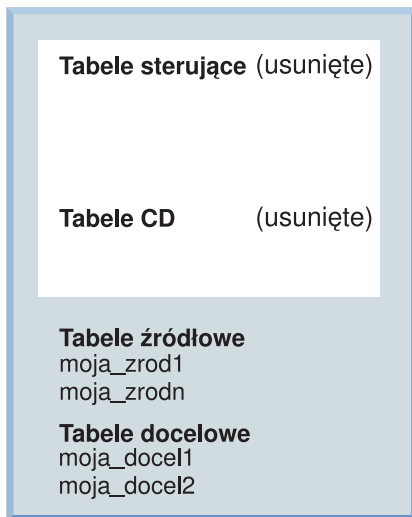 Tabele sterujące (usunięte)
Tabele CD (usunięte)
Tabele źródłowe
moja_zrod1
moja_zrodn
Tabele docelowe
moja_docel1
moja_docel2